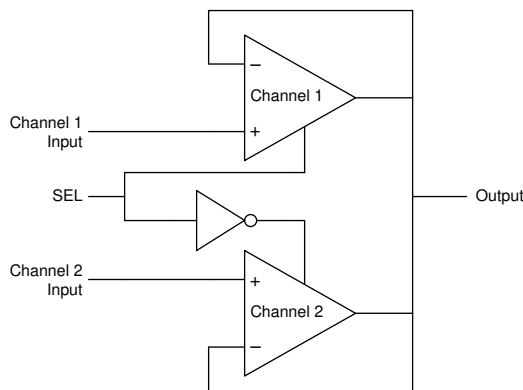 −
Channel 1
Channel 1
Input
+
SEL
Output
Channel 2
Input
+
Channel 2
−